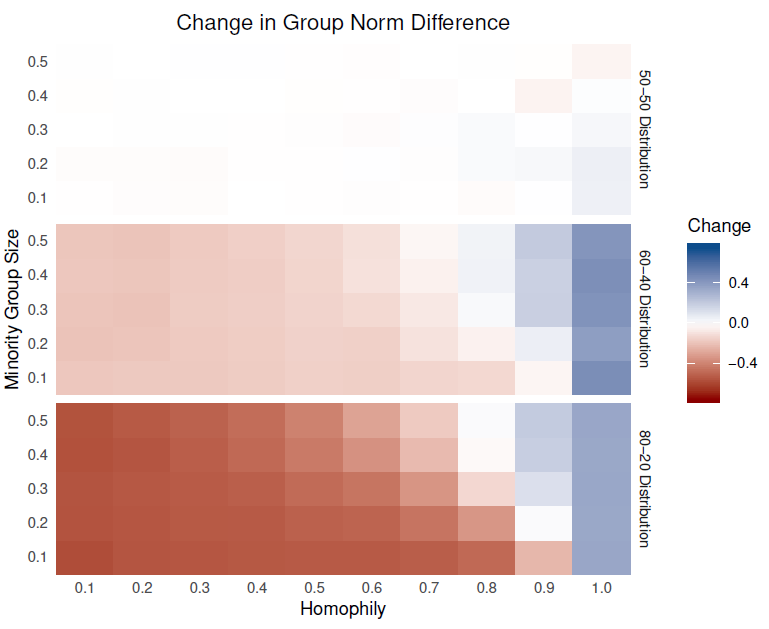 Change in Group Norm Difference
0.5
0.4
0.3
0.2
0.1
50−50 Distribution
0.5
0.4
0.3
0.2
0.1
60−40 Distribution
0.5
0.4
0.3
0.2
0.1
80−20 Distribution
Minority Group Size
0.1 0.2 0.3 0.4 0.5 0.6 0.7 0.8 0.9 1.0
Homophily
Change
0.4
0.0
−0.4